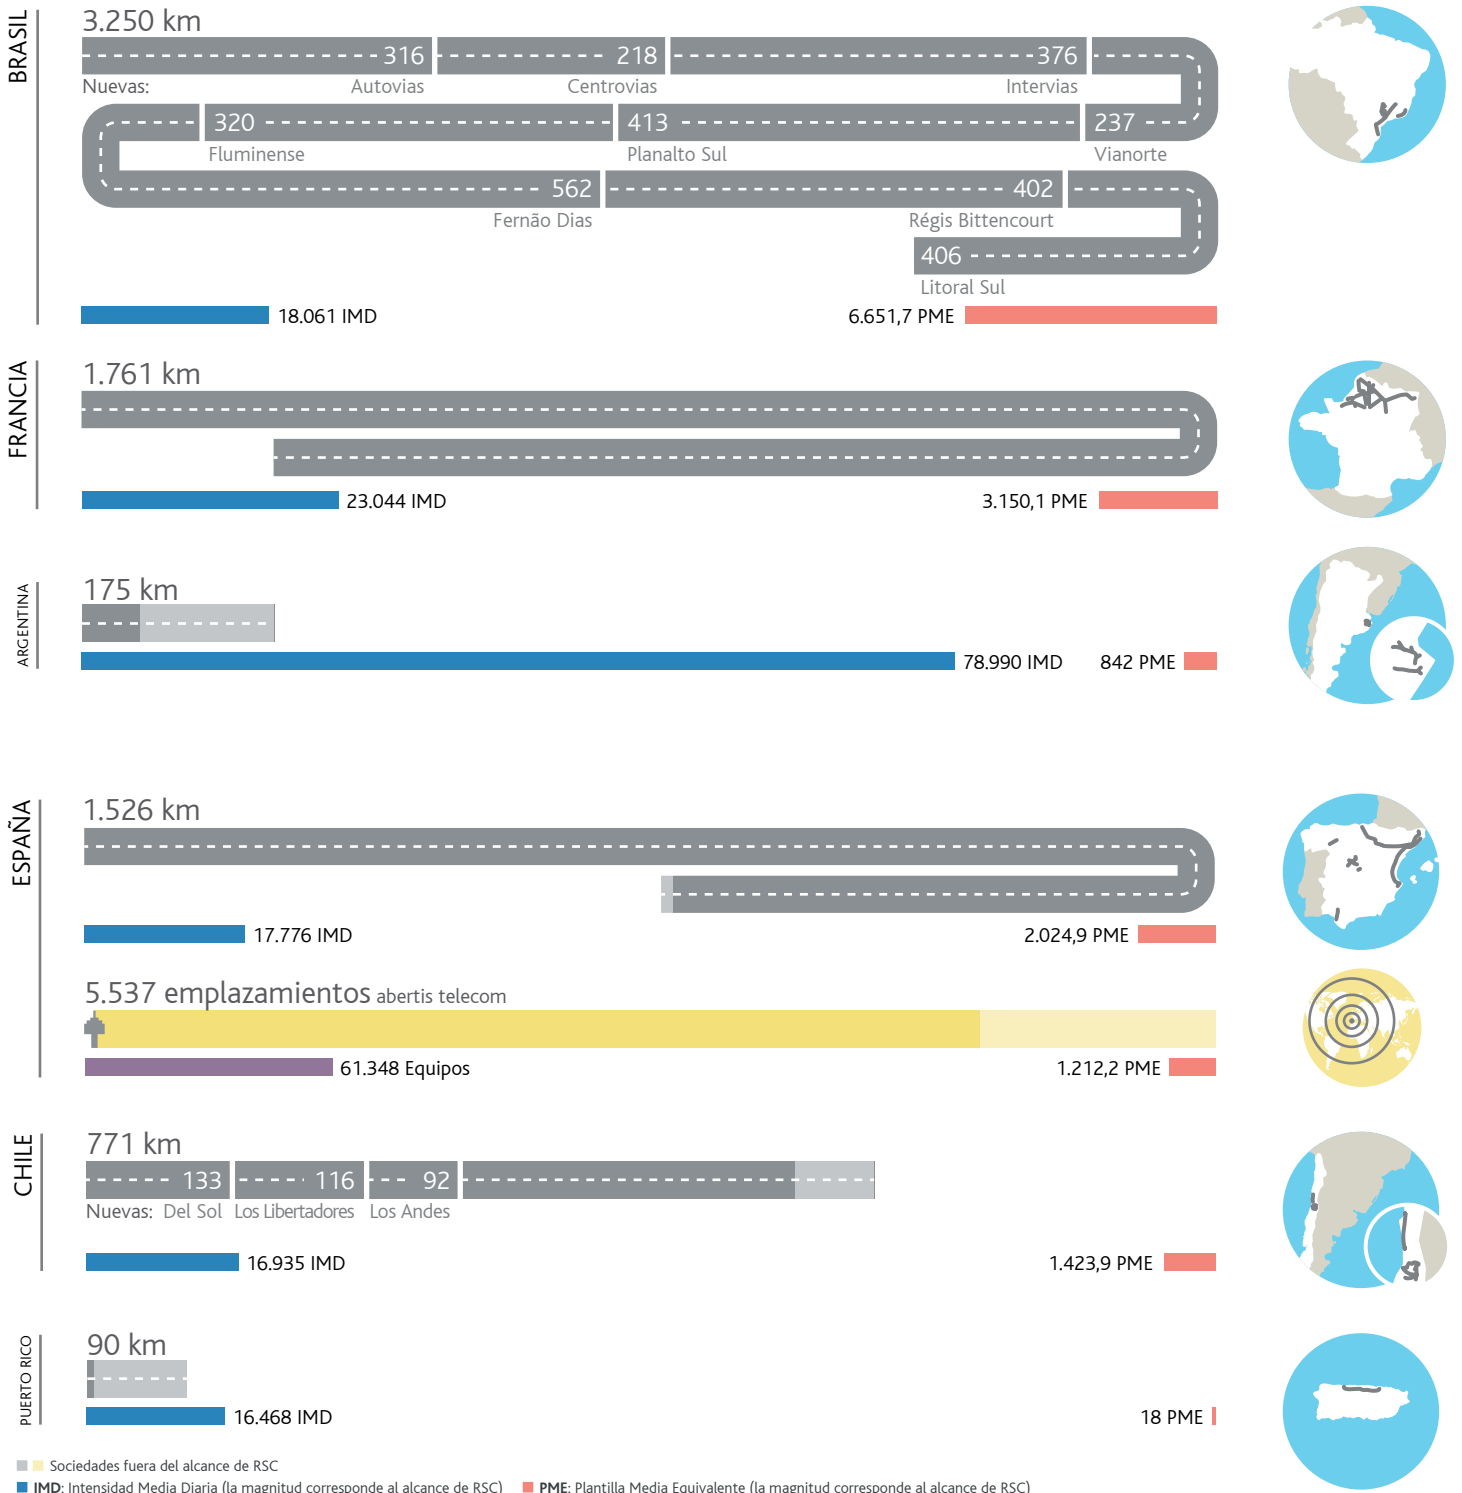 BRASIL
3.250 km
316
218
376
Nuevas:
Autovias
Centrovias
Intervias
320
413
237
Fluminense
Planalto Sul
Vianorte
562
402
Fernão Dias
Régis Bittencourt
406
Litoral Sul
18.061 IMD
6.651,7 PME
FRANCIA
1.761 km
23.044 IMD
3.150,1 PME
ARGENTINA
175 km
78.990 IMD
842 PME
ESPAÑA
1.526 km
17.776 IMD
2.024,9 PME
5.537 emplazamientos abertis telecom
61.348 Equipos
1.212,2 PME
CHILE
771 km
133
116
92
Nuevas:
Del Sol
Los Libertadores
Los Andes
16.935 IMD
1.423,9 PME
PUERTO RICO
90 km
16.468 IMD
18 PME
Sociedades fuera del alcance de RSC
IMD: Intensidad Media Diaria (la magnitud corresponde al alcance de RSC)
PME: Plantilla Media Equivalente (la magnitud corresponde al alcance de RSC)